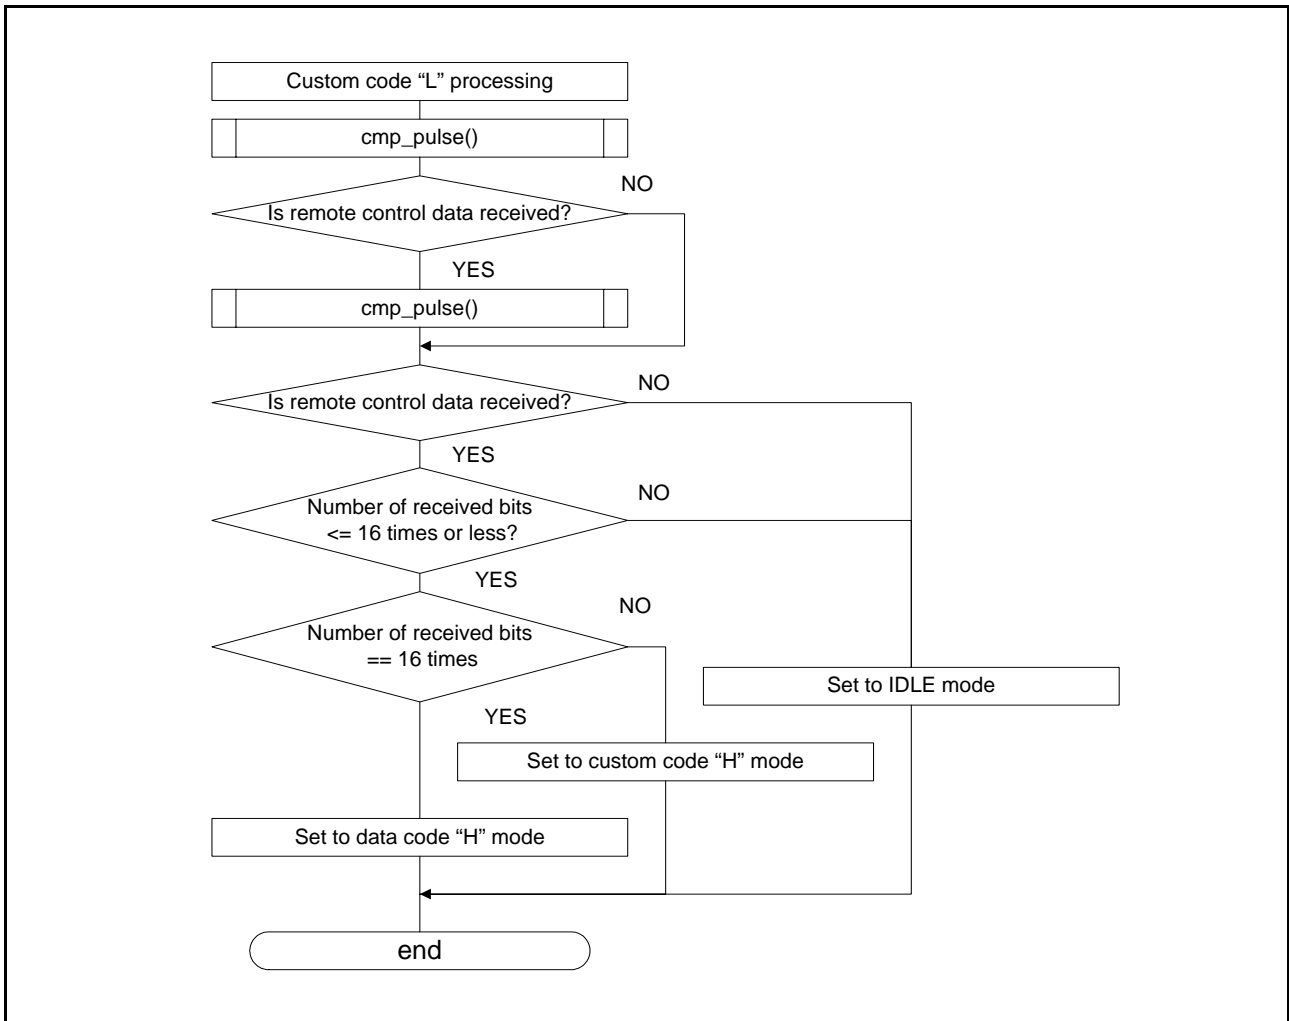 Custom code “L” processing
cmp_pulse()
NO
Is remote control data received?
YES
cmp_pulse()
NO
Is remote control data received?
YES
NO
Number of received bits
<= 16 times or less?
YES
NO
Number of received bits
== 16 times
Set to IDLE mode
YES
Set to custom code “H” mode
Set to data code “H” mode
end